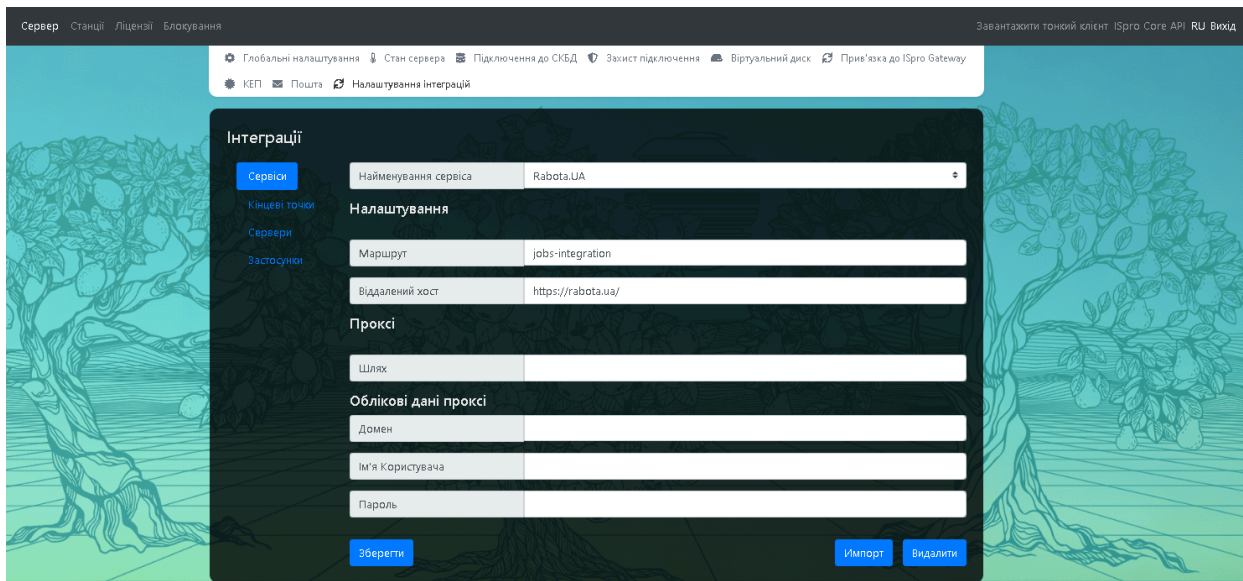 Сервер Станції Ліцензії Блокування Завантажити тонкий клієнт ISpro Core API RU Вихід
Глобальні налаштування Стан сервера Підключення до СКБД Захист підключення Віртуальний диск Прив'язка до ISpro Gateway
КЕП Пошта Налаштування інтеграцій
Інтеграції
Сервіси Найменування сервіса Rabota.UA
Кінцеві точки Налаштування
Сервери
Застосунки Маршрут jobs-integration
Віддалений хост https://rabota.ua/
Проксі
Шлях
Облікові дані проксі
Домен
Ім'я Користувача
Пароль
Зберегти Импорт Видалити